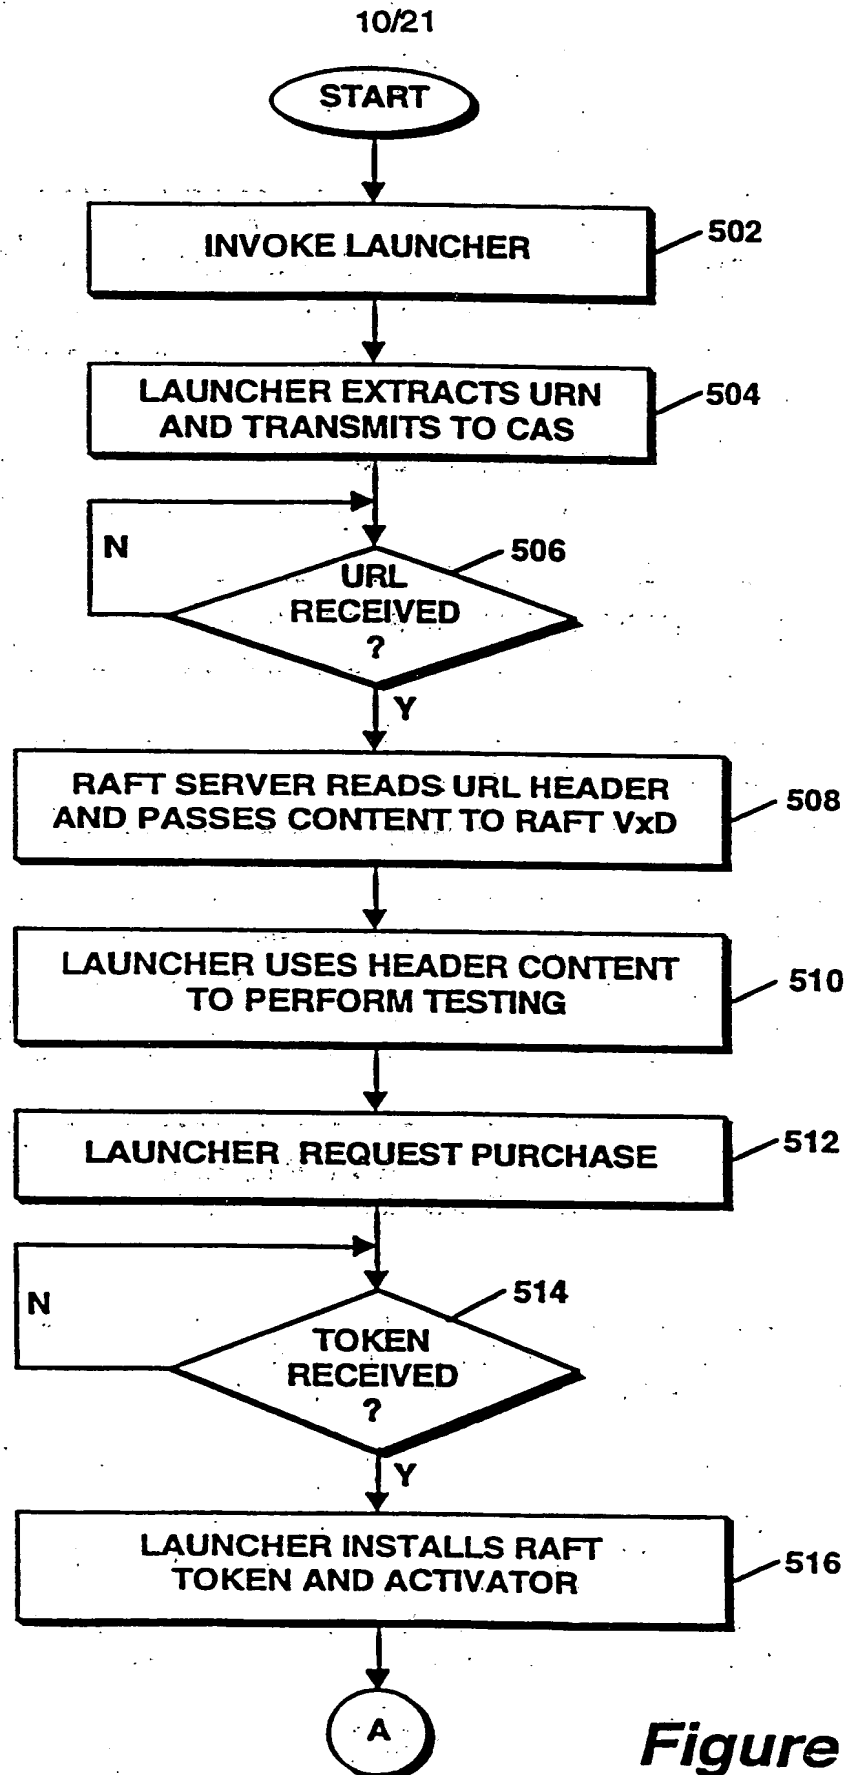 10/21
START
INVOKE LAUNCHER
502
LAUNCHER EXTRACTS URN
AND TRANSMITS TO CAS
504
N
506
URL
RECEIVED
?
Y
RAFT SERVER READS URL HEADER
AND PASSES CONTENT TO RAFT VxD
508
LAUNCHER USES HEADER CONTENT
TO PERFORM TESTING
510
LAUNCHER REQUEST PURCHASE
512
N
514
TOKEN
RECEIVED
?
Y
LAUNCHER INSTALLS RAFT
TOKEN AND ACTIVATOR
516
A
Figure